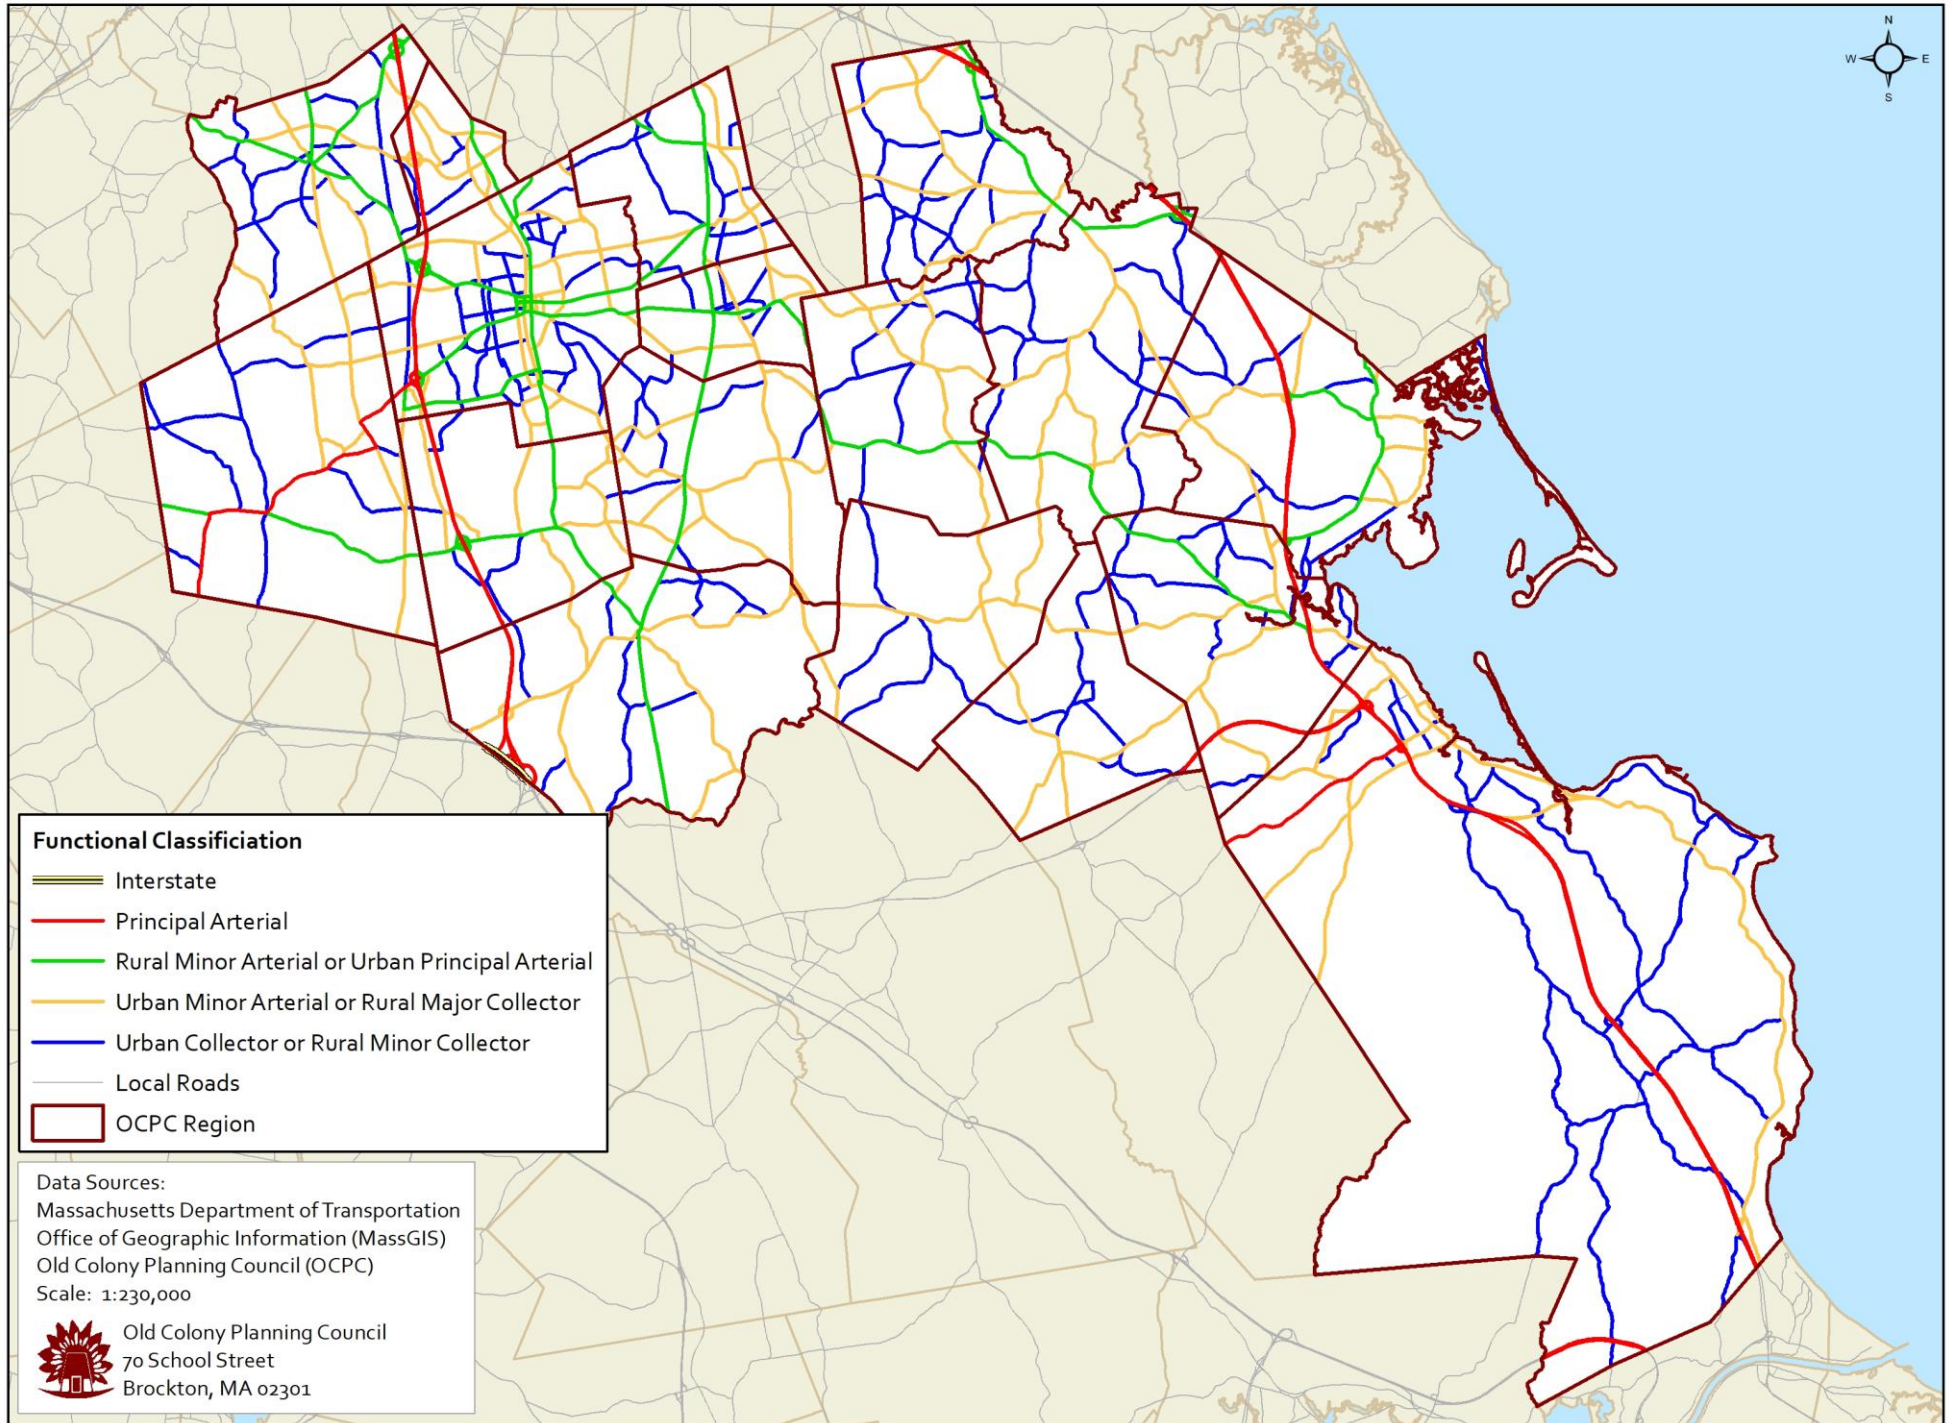 N
W E
S
Functional Classificiation
Interstate
Principal Arterial
Rural Minor Arterial or Urban Principal Arterial
Urban Minor Arterial or Rural Major Collector
Urban Collector or Rural Minor Collector
Local Roads
OCPC Region
Data Sources:
Massachusetts Department of Transportation
Office of Geographic Information (MassGIS)
Old Colony Planning Council (OCPC)
Scale: 1:230,000
Old Colony Planning Council
70 School Street
Brockton, MA 02301